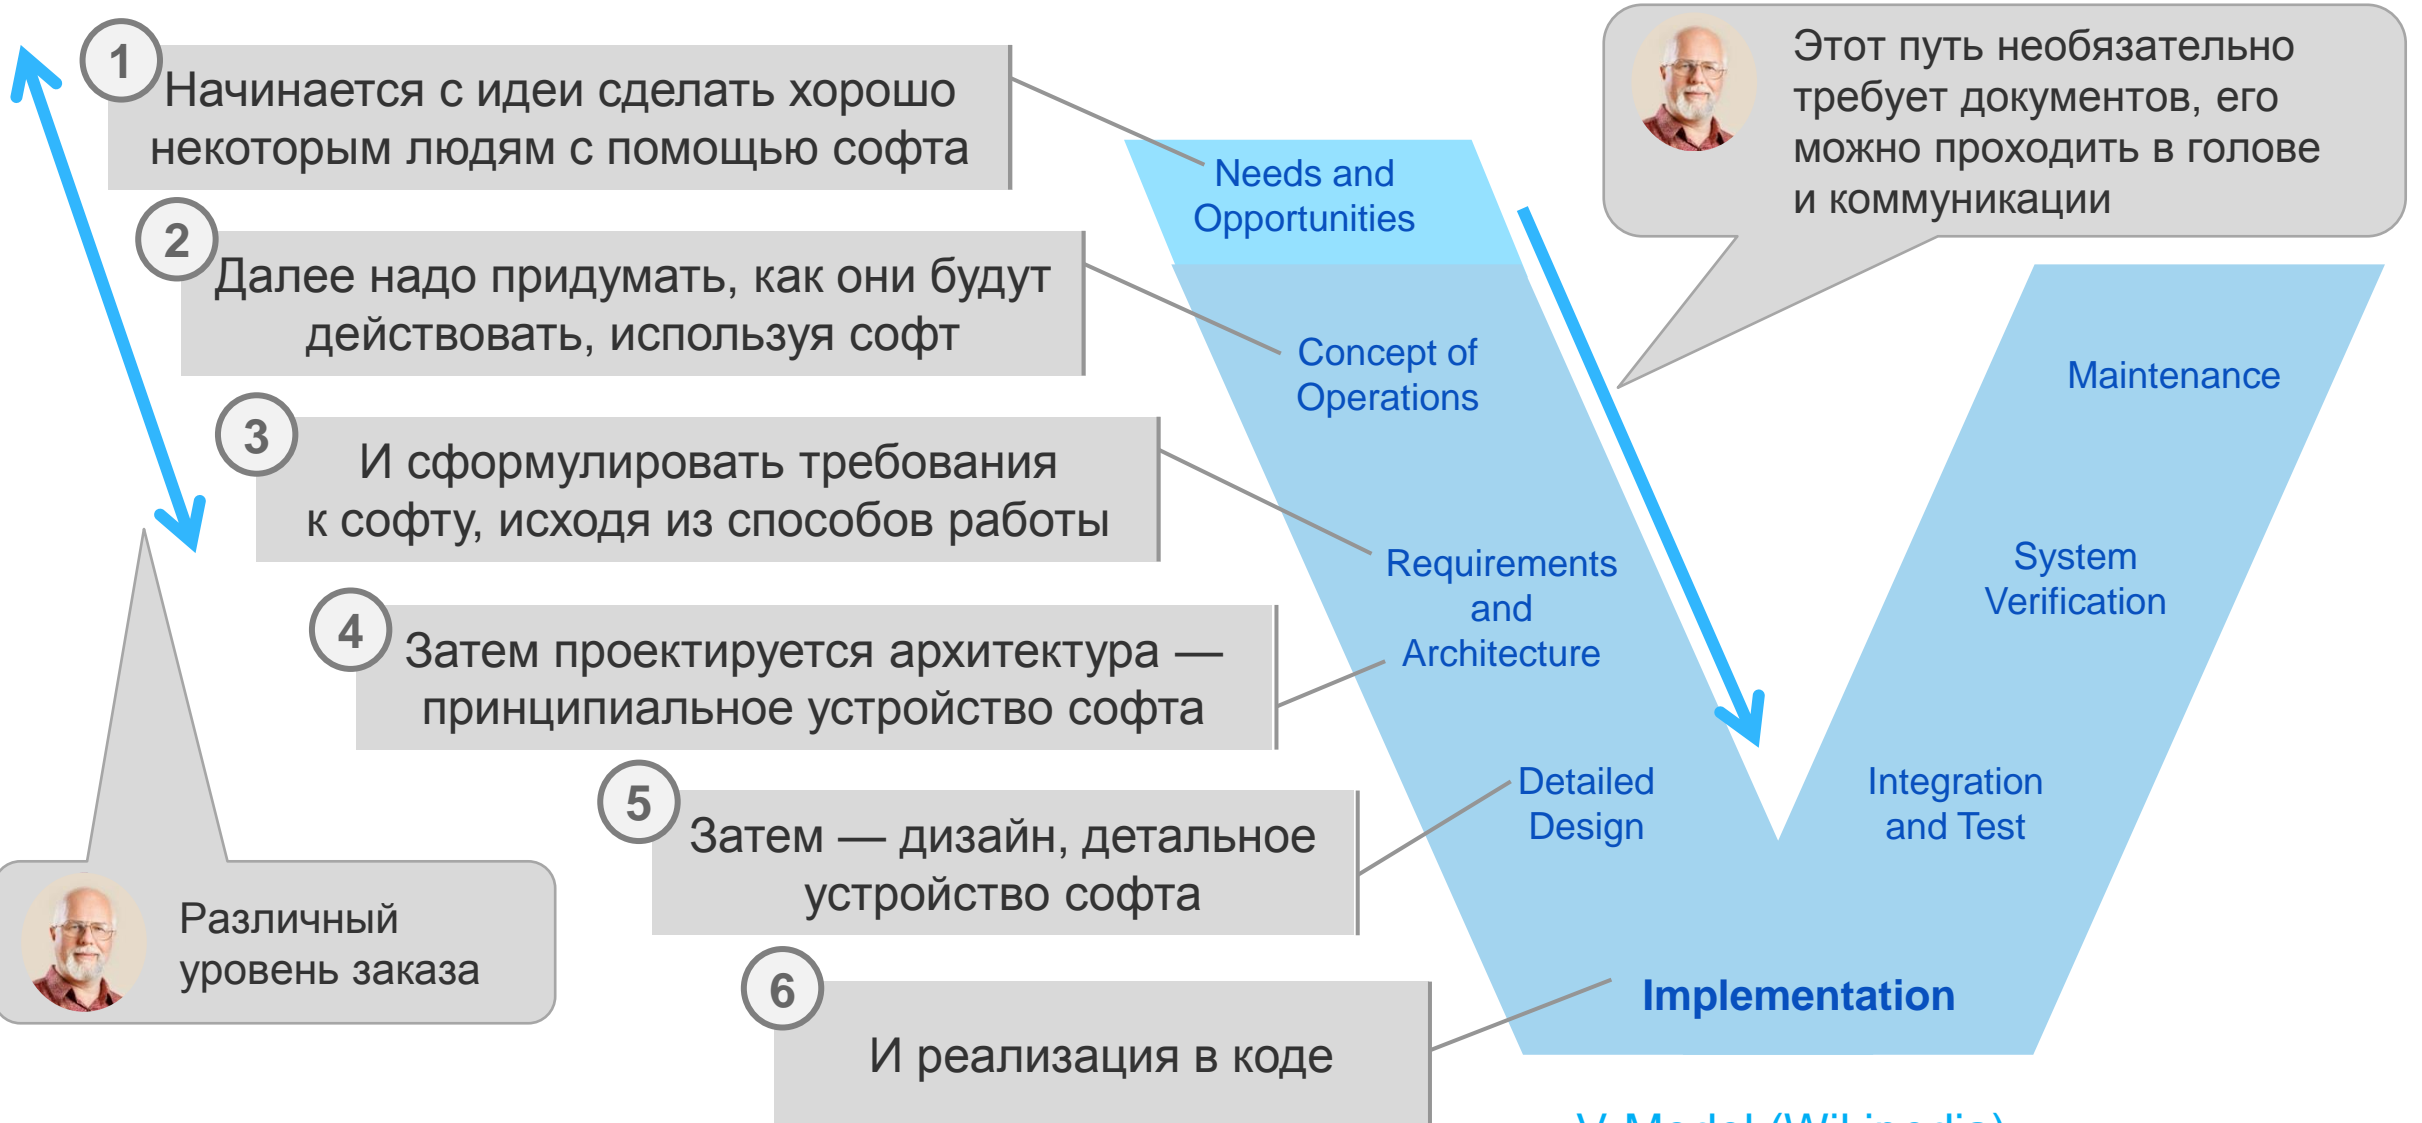 1
Начинается с идеи сделать хорошо
некоторым людям с помощью софта
2
Далее надо придумать, как они будут
действовать, используя софт
3
И сформулировать требования
к софту, исходя из способов работы
4
Затем проектируется архитектура —
принципиальное устройство софта
5
Затем — дизайн, детальное
устройство софта
6
И реализация в коде
Различный
уровень заказа
Needs and
Opportunities
Concept of
Operations
Requirements
and
Architecture
Detailed
Design
Implementation
Integration
and Test
System
Verification
Maintenance
Этот путь необязательно
требует документов, его
можно проходить в голове
и коммуникации
V-Model (Wikipedia)